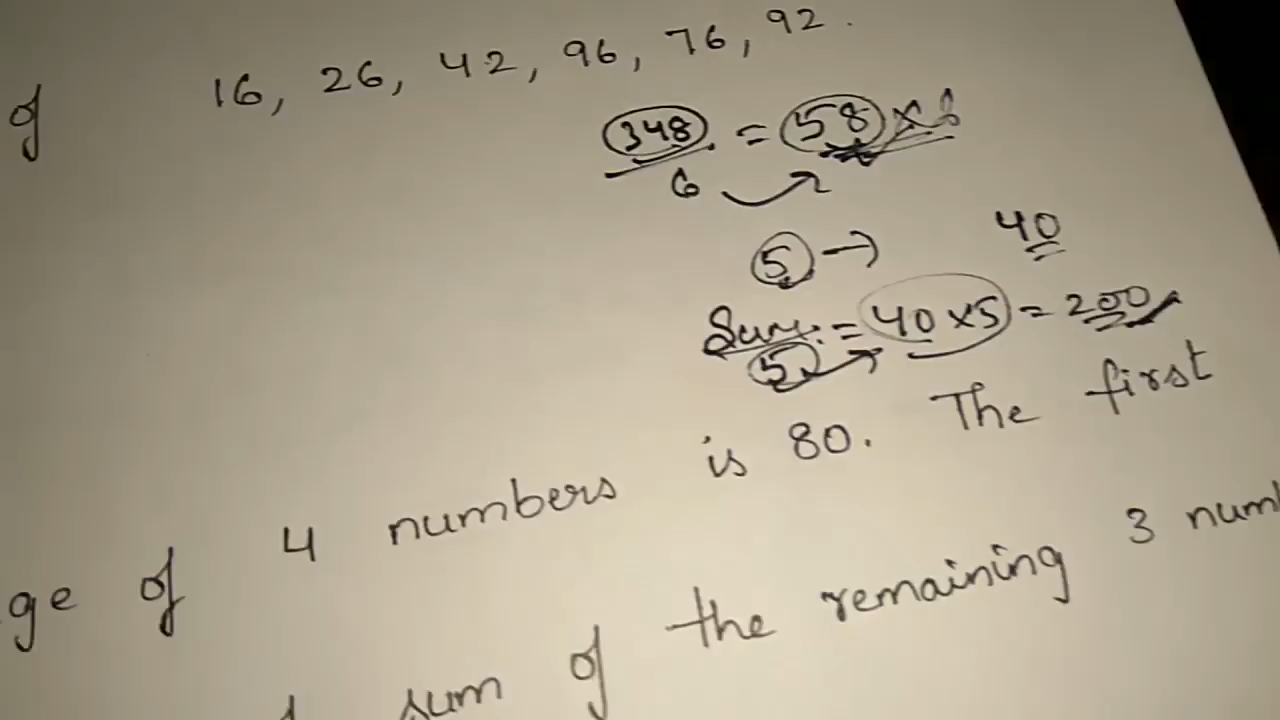 of 16, 26, 42, 96, 76, 92.
348 = 58 × 6
6
5 → 40
Sum = 40 × 5 = 200
5
ge of 4 numbers is 80. The first
sum of the remaining 3 num